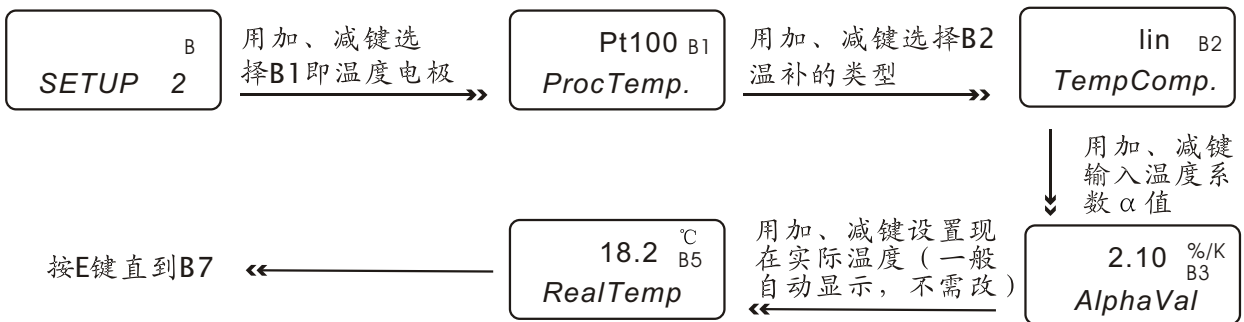 B
SETUP 2
用加、减键选
择B1即温度电极
Pt100 B1
ProcTemp.
用加、减键选择B2
温补的类型
lin B2
TempComp.
用加、减键
输入温度系
数α值
2.10 %/K
B3
AlphaVal
用加、减键设置现
在实际温度(一般
自动显示,不需改)
18.2 ℃
B5
RealTemp
按E键直到B7